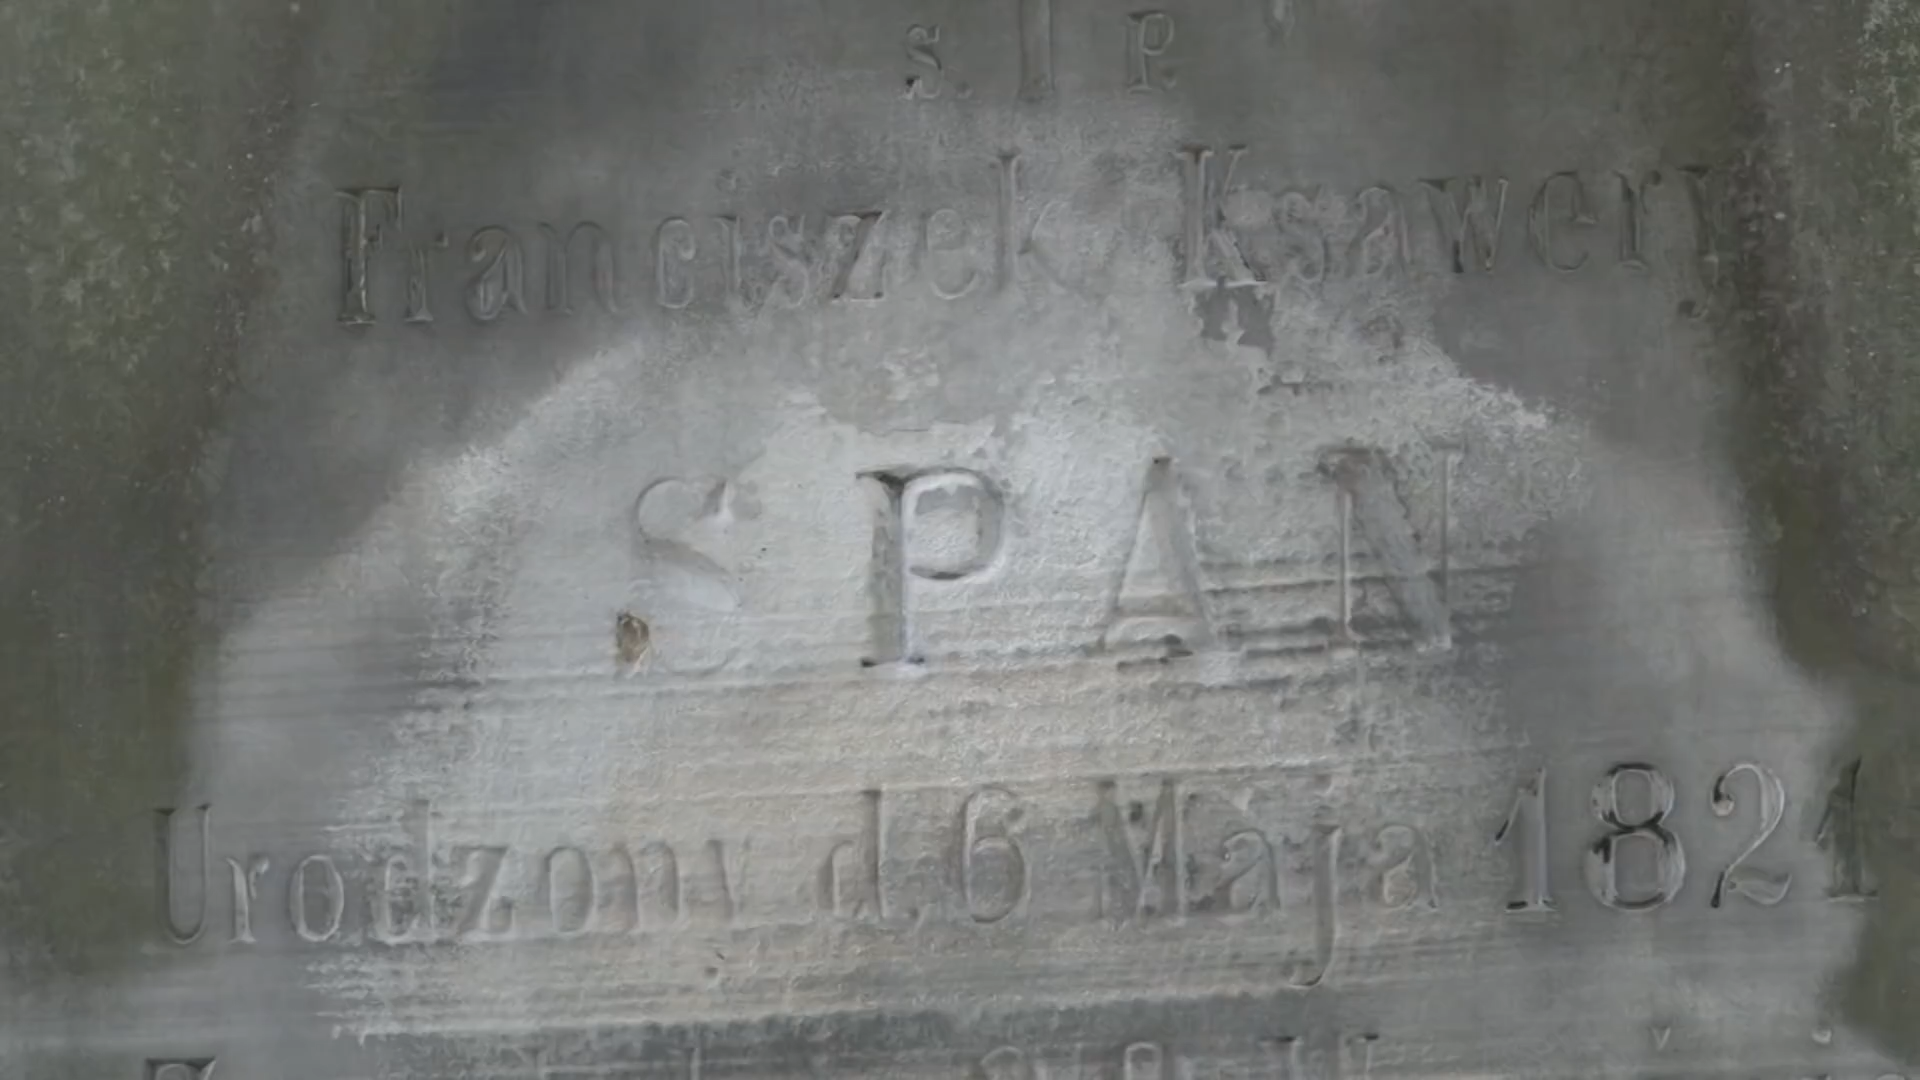 ś. † p.
Franciszek Ksawery
SPAN
Urodzony d. 6 Maja 1821